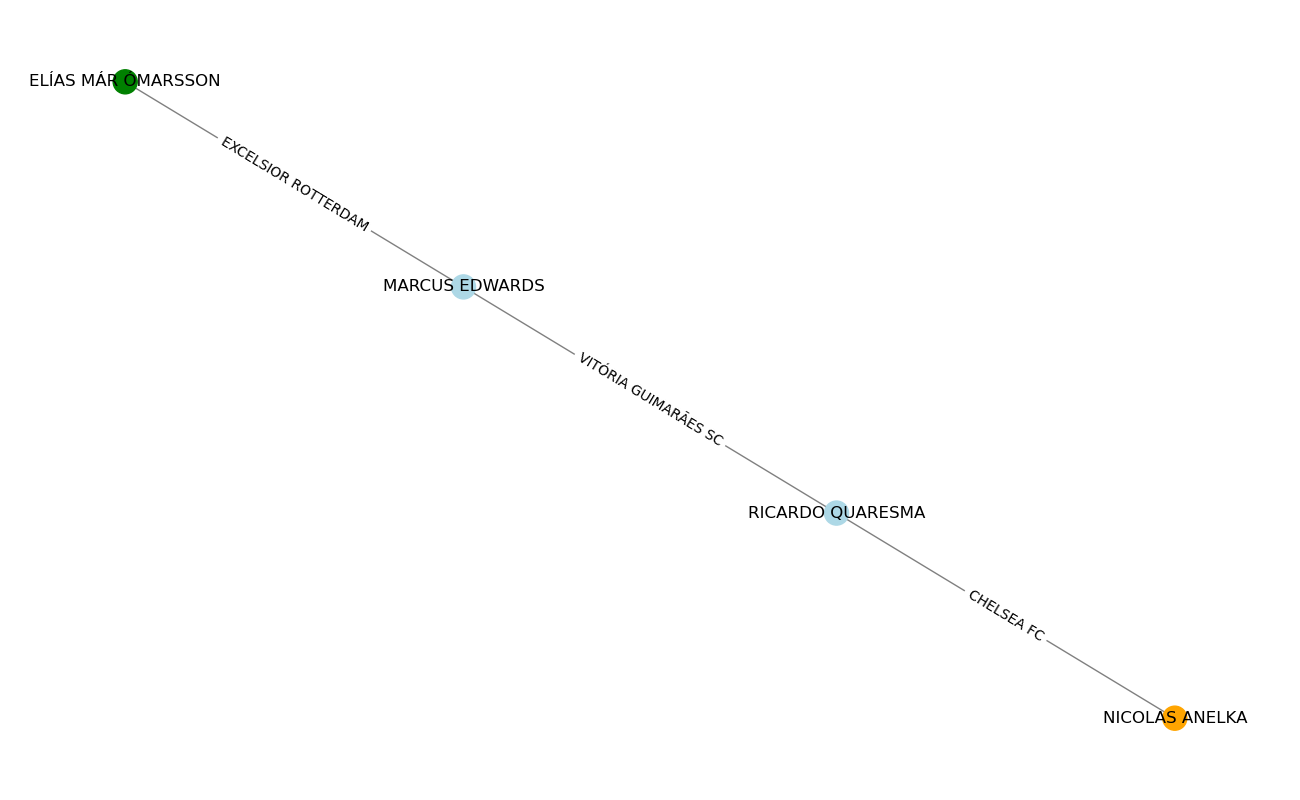 ELÍAS MÁR ÓMARSSON
EXCELSIOR ROTTERDAM
MARCUS EDWARDS
VITÓRIA GUIMARÃES SC
RICARDO QUARESMA
CHELSEA FC
NICOLAS ANELKA